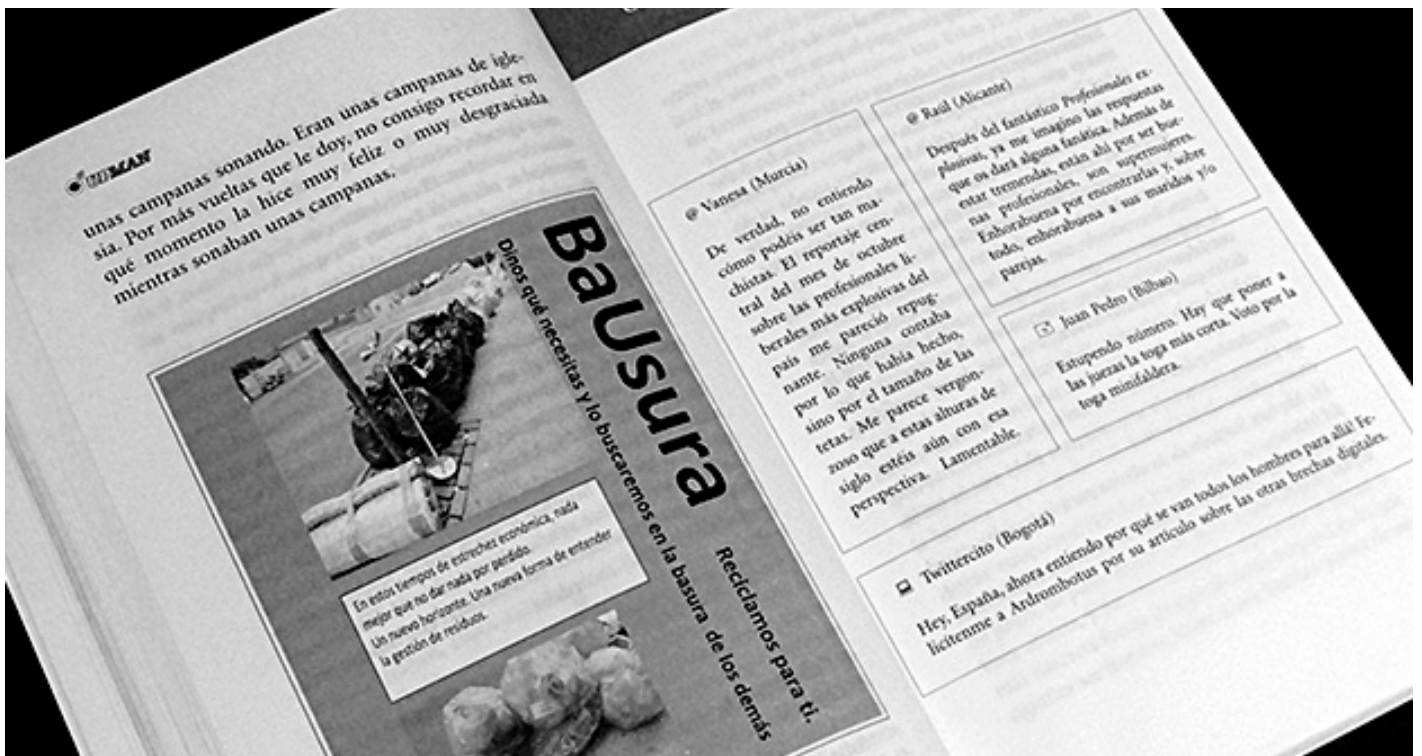 UIMAN
unas campanas sonando. Eran unas campanas de igle-
sia. Por más vueltas que le doy, no consigo recordar en
qué momento la hice muy feliz o muy desgraciada
mientras sonaban unas campanas.
BaUsura
Dinos qué necesitas y lo buscaremos en la basura de los demás
Reciclamos para ti.
En estos tiempos de estrechez económica, nada
mejor que no dar nada por perdido.
Un nuevo horizonte. Una nueva forma de entender
la gestión de residuos.
@ Vanesa (Murcia)
De verdad, no entiendo
cómo podéis ser tan ma-
chistas. El reportaje cen-
tral del mes de octubre
sobre las profesionales li-
berales más explosivas del
país me pareció repug-
nante. Ninguna contaba
por lo que había hecho,
sino por el tamaño de las
tetas. Me parece vergon-
zoso que a estas alturas de
siglo estéis aún con esa
perspectiva. Lamentable.
@ Raúl (Alicante)
Después del fantástico Profesionales ex-
plosivas, ya me imagino las respuestas
que os dará alguna fanática. Además de
estar tremendas, están ahí por ser bue-
nas profesionales, son supermujeres.
Enhorabuena por encontrarlas y, sobre
todo, enhorabuena a sus maridos y/o
parejas.
Juan Pedro (Bilbao)
Estupendo número. Hay que poner a
las juezas la toga más corta. Voto por la
toga minifaldera.
Twittercito (Bogotá)
Hey, España, ahora entiendo por qué se van todos los hombres para allá! Fe-
licítenme a Ardrombotus por su artículo sobre las otras brechas digitales.